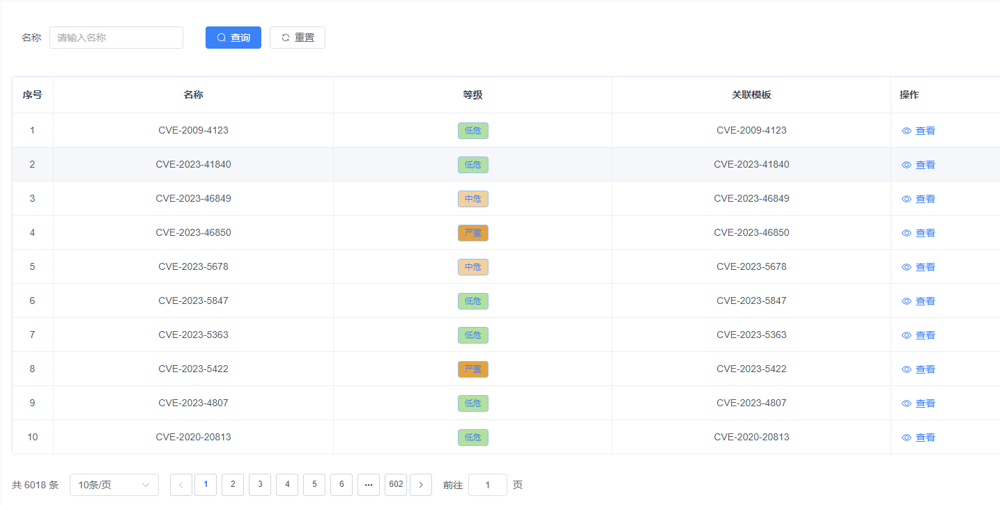 名称 请输入名称 查询 重置
序号 名称 等级 关联模板 操作
1 CVE-2009-4123 低危 CVE-2009-4123 查看
2 CVE-2023-41840 低危 CVE-2023-41840 查看
3 CVE-2023-46849 中危 CVE-2023-46849 查看
4 CVE-2023-46850 严重 CVE-2023-46850 查看
5 CVE-2023-5678 中危 CVE-2023-5678 查看
6 CVE-2023-5847 低危 CVE-2023-5847 查看
7 CVE-2023-5363 低危 CVE-2023-5363 查看
8 CVE-2023-5422 严重 CVE-2023-5422 查看
9 CVE-2023-4807 低危 CVE-2023-4807 查看
10 CVE-2020-20813 低危 CVE-2020-20813 查看
共 6018 条 10条/页 < 1 2 3 4 5 6 ••• 602 > 前往 1 页